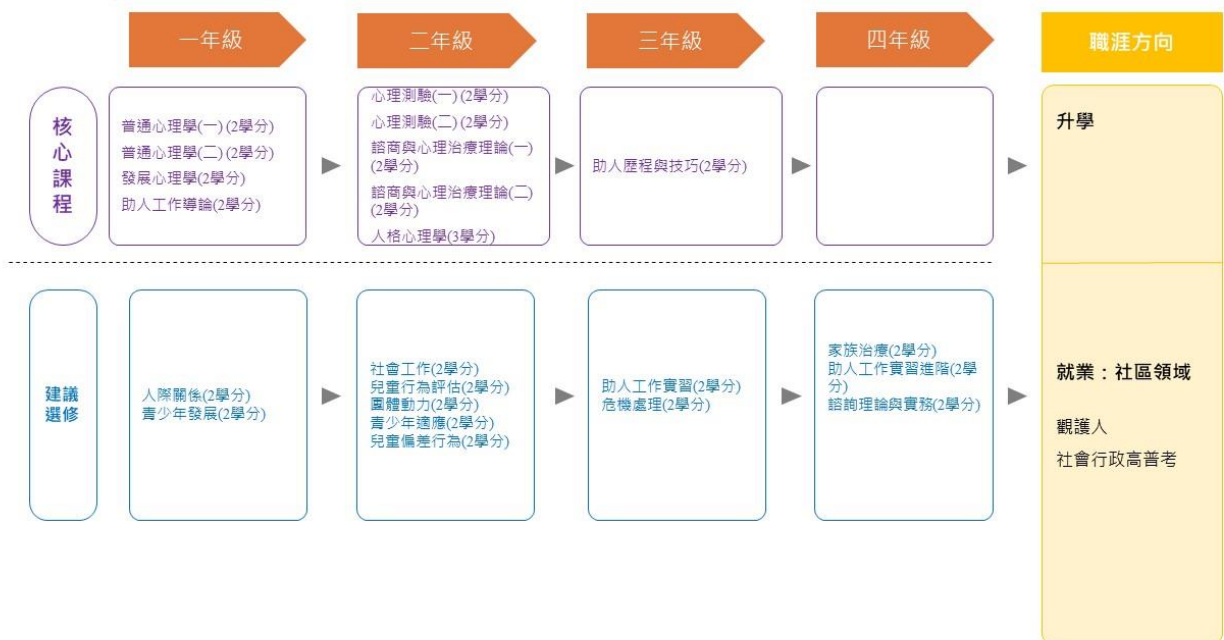 一年級
二年級
三年級
四年級
職涯方向
核
心
課
程
普通心理學(一)(2學分)
普通心理學(二)(2學分)
發展心理學(2學分)
助人工作導論(2學分)
心理測驗(一)(2學分)
心理測驗(二)(2學分)
諮商與心理治療理論(一)
(2學分)
諮商與心理治療理論(二)
(2學分)
人格心理學(3學分)
助人歷程與技巧(2學分)
升學
建議
選修
人際關係(2學分)
青少年發展(2學分)
社會工作(2學分)
兒童行為評估(2學分)
團體動力(2學分)
青少年適應(2學分)
兒童偏差行為(2學分)
助人工作實習(2學分)
危機處理(2學分)
家族治療(2學分)
助人工作實習進階(2學
分)
諮詢理論與實務(2學分)
就業：社區領域
觀護人
社會行政高普考